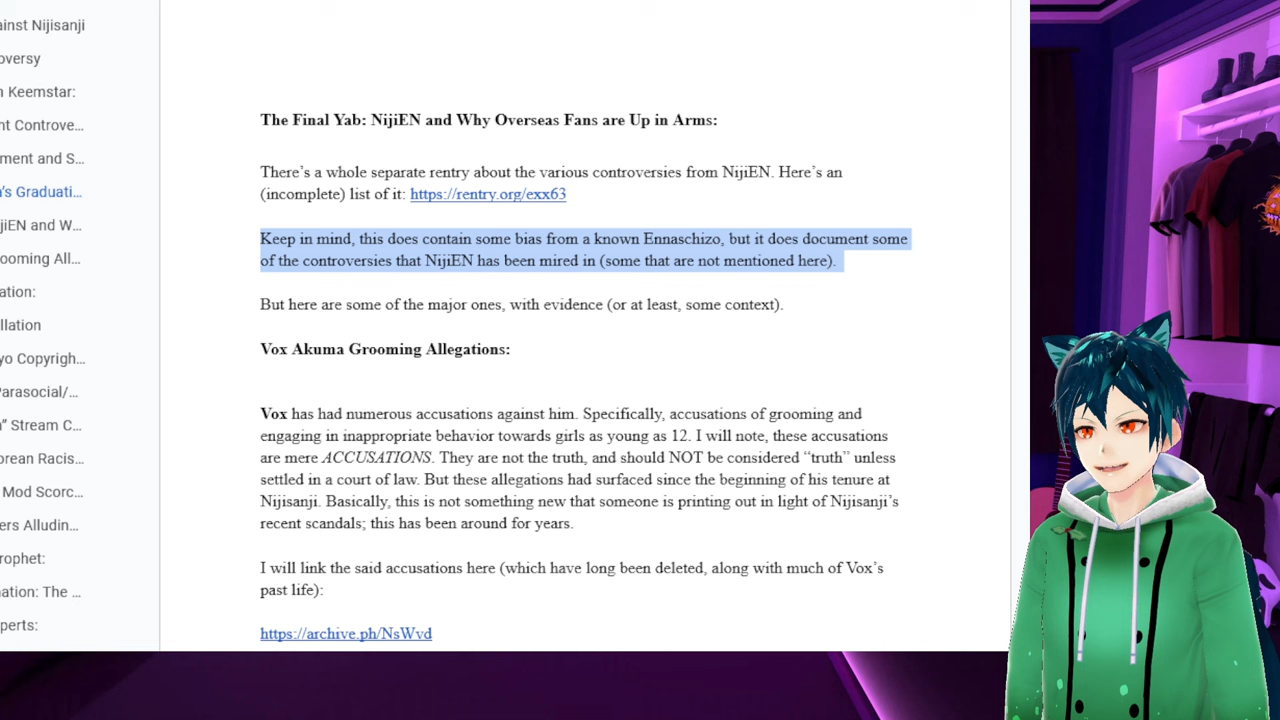 ainst Nijisanji
oversy
n Keemstar:
nt Controve...
ment and S...
n's Graduati...
jiEN and W...
ooming All...
ation:
llation
yo Copyrigh...
Parasocial/...
n" Stream C...
orean Racis...
Mod Scorc...
ers Alludin...
rophet:
nation: The ...
perts:
The Final Yab: NijiEN and Why Overseas Fans are Up in Arms:
There's a whole separate rentry about the various controversies from NijiEN. Here's an
(incomplete) list of it: https://rentry.org/exx63
Keep in mind, this does contain some bias from a known Ennaschizo, but it does document some
of the controversies that NijiEN has been mired in (some that are not mentioned here).
But here are some of the major ones, with evidence (or at least, some context).
Vox Akuma Grooming Allegations:
Vox has had numerous accusations against him. Specifically, accusations of grooming and
engaging in inappropriate behavior towards girls as young as 12. I will note, these accusations
are mere ACCUSATIONS. They are not the truth, and should NOT be considered “truth” unless
settled in a court of law. But these allegations had surfaced since the beginning of his tenure at
Nijisanji. Basically, this is not something new that someone is printing out in light of Nijisanji's
recent scandals; this has been around for years.
I will link the said accusations here (which have long been deleted, along with much of Vox's
past life):
https://archive.ph/NsWvd